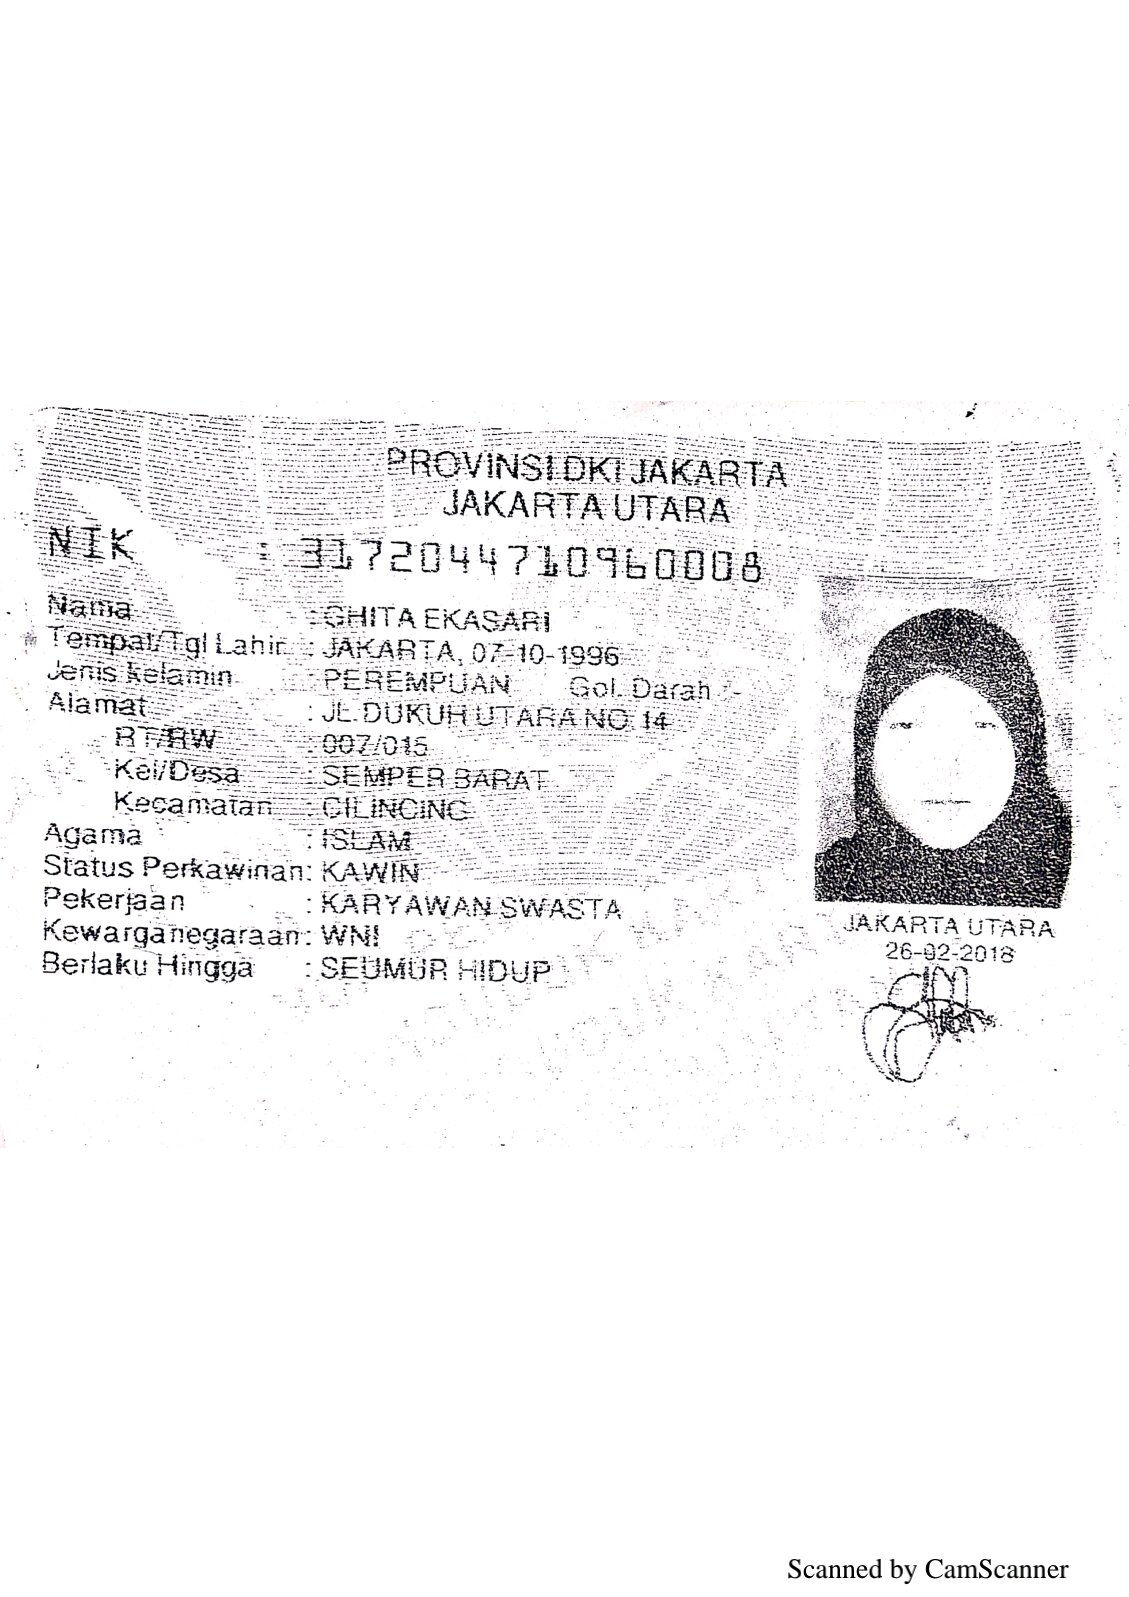 PROVINSI DKI JAKARTA
JAKARTA UTARA
NIK : 3172044710960008
Nama : GHITA EKASARI
Tempat/Tgl Lahir : JAKARTA, 07-10-1996
Jenis kelamin : PEREMPUAN Gol. Darah :-
Alamat : JL. DUKUH UTARA NO. 14
RT/RW : 007/015
Kel/Desa : SEMPER BARAT
Kecamatan : CILINCING
Agama : ISLAM
Status Perkawinan: KAWIN
Pekerjaan : KARYAWAN SWASTA
Kewarganegaraan: WNI
Berlaku Hingga : SEUMUR HIDUP
JAKARTA UTARA
26-02-2018
Scanned by CamScanner